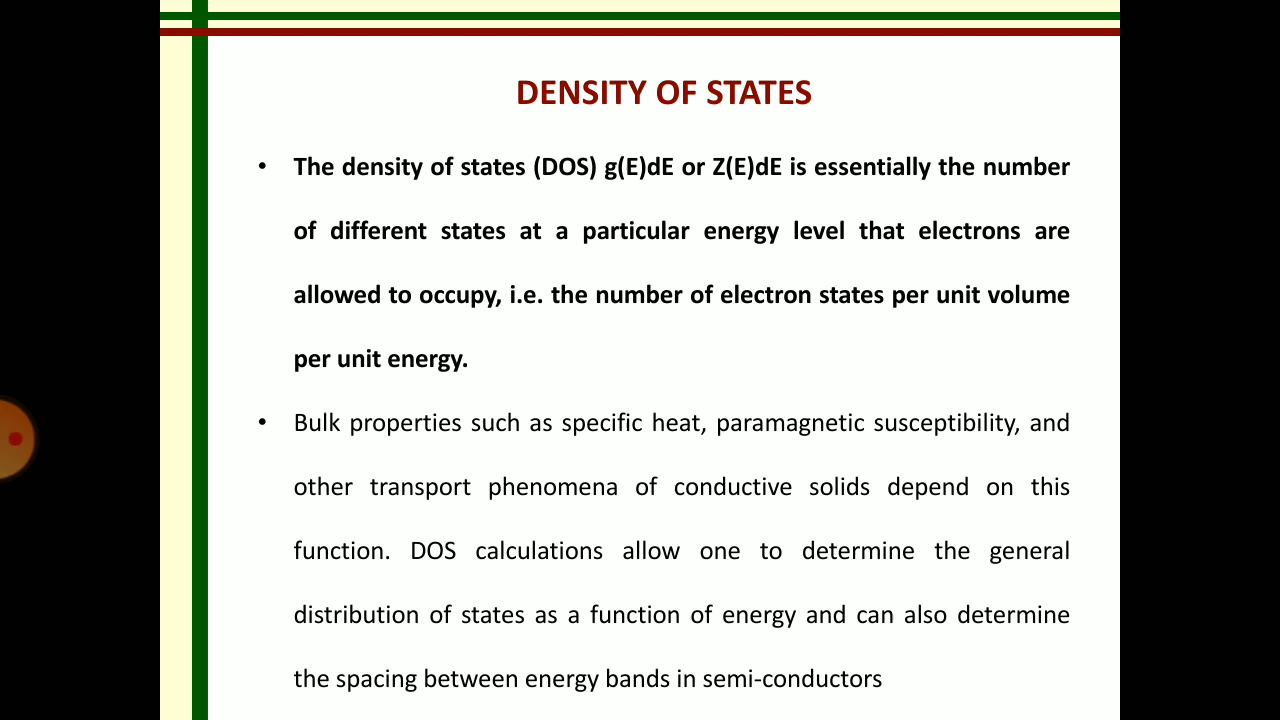 DENSITY OF STATES
• The density of states (DOS) g(E)dE or Z(E)dE is essentially the number
of different states at a particular energy level that electrons are
allowed to occupy, i.e. the number of electron states per unit volume
per unit energy.
• Bulk properties such as specific heat, paramagnetic susceptibility, and
other transport phenomena of conductive solids depend on this
function. DOS calculations allow one to determine the general
distribution of states as a function of energy and can also determine
the spacing between energy bands in semi-conductors